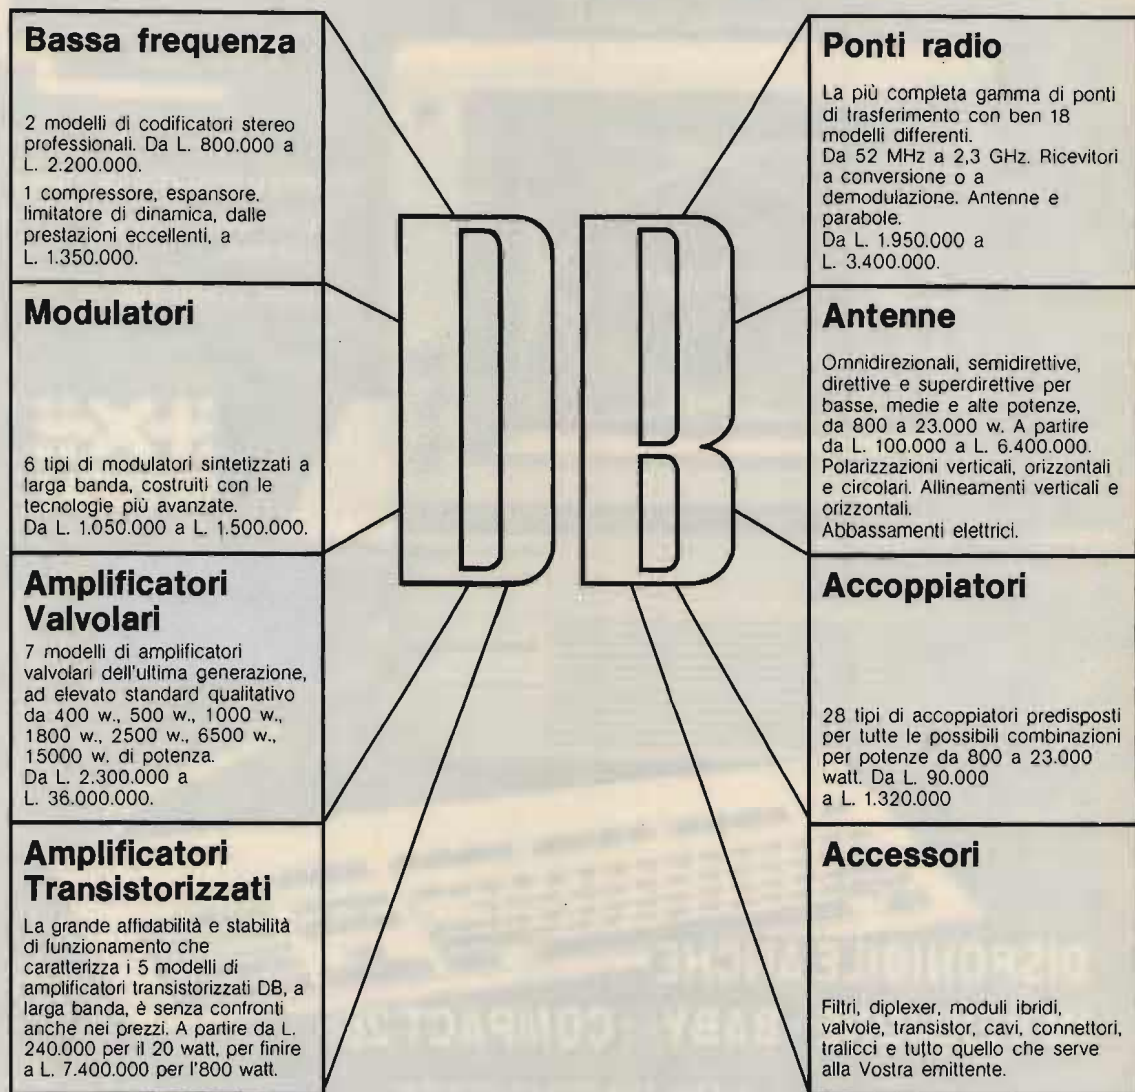 Bassa frequenza
2 modelli di codificatori stereo
professionali. Da L. 800.000 a
L. 2.200.000.
1 compressore, espansore,
limitatore di dinamica, dalle
prestazioni eccellenti, a
L. 1.350.000.
Modulatori
6 tipi di modulatori sintetizzati a
larga banda, costruiti con le
tecnologie più avanzate.
Da L. 1.050.000 a L. 1.500.000.
Amplificatori
Valvolari
7 modelli di amplificatori
valvolari dell'ultima generazione,
ad elevato standard qualitativo
da 400 w., 500 w., 1000 w.,
1800 w., 2500 w., 6500 w.,
15000 w. di potenza.
Da L. 2.300.000 a
L. 36.000.000.
Amplificatori
Transistorizzati
La grande affidabilità e stabilità
di funzionamento che
caratterizza i 5 modelli di
amplificatori transistorizzati DB, a
larga banda, è senza confronti
anche nei prezzi. A partire da L.
240.000 per il 20 watt, per finire
a L. 7.400.000 per l'800 watt.
DB
Ponti radio
La più completa gamma di ponti
di trasferimento con ben 18
modelli differenti.
Da 52 MHz a 2,3 GHz. Ricevitori
a conversione o a
demodulazione. Antenne e
parabole.
Da L. 1.950.000 a
L. 3.400.000.
Antenne
Omnidirezionali, semidirettive,
direttive e superdirettive per
basse, medie e alte potenze,
da 800 a 23.000 w. A partire
da L. 100.000 a L. 6.400.000.
Polarizzazioni verticali, orizzontali
e circolari. Allineamenti verticali e
orizzontali.
Abbassamenti elettrici.
Accoppiatori
28 tipi di accoppiatori predisposti
per tutte le possibili combinazioni
per potenze da 800 a 23.000
watt. Da L. 90.000
a L. 1.320.000
Accessori
Filtri, diplexer, moduli ibridi,
valvole, transistor, cavi, connettori,
tralicci e tutto quello che serve
alla Vostra emittente.